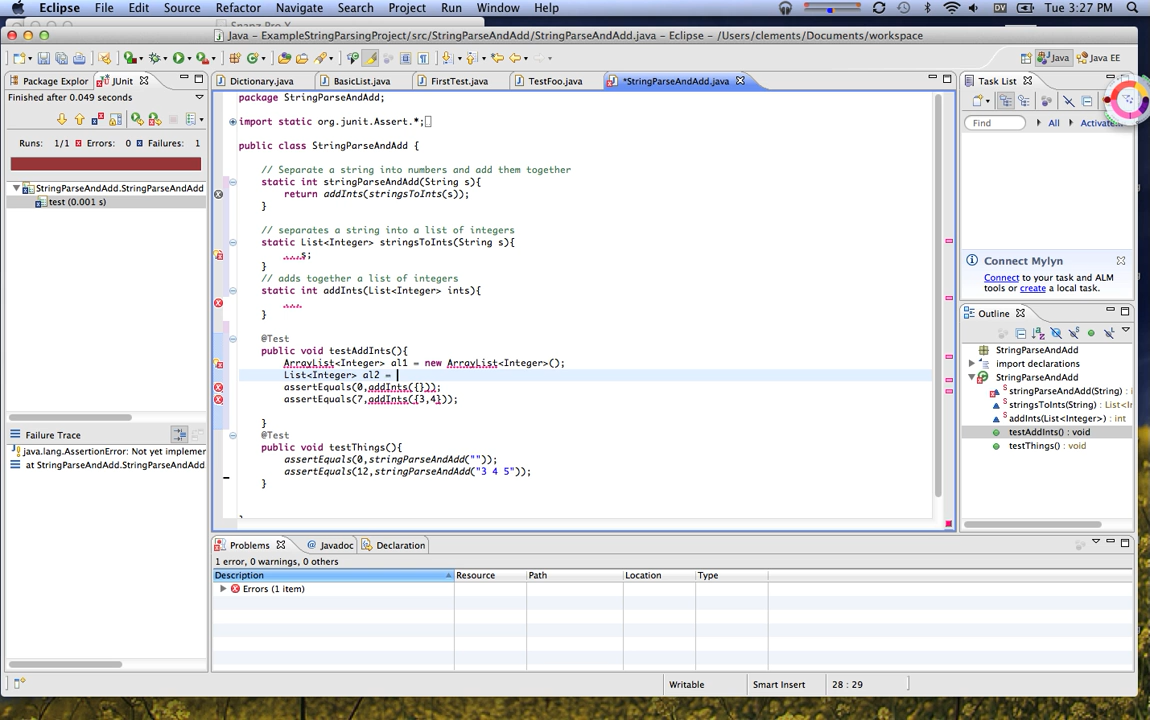 Eclipse File Edit Source Refactor Navigate Search Project Run Window Help DV Tue 3:27 PM
Java – ExampleStringParsingProject/src/StringParseAndAdd/StringParseAndAdd.java – Eclipse – /Users/clements/Documents/workspace
Java Java EE
Package Explor JUnit
Dictionary.java BasicList.java FirstTest.java TestFoo.java *StringParseAndAdd.java
Task List
Finished after 0.049 seconds
Runs: 1/1 Errors: 0 Failures: 1
StringParseAndAdd.StringParseAndAdd
test (0.001 s)
package StringParseAndAdd;
import static org.junit.Assert.*;
public class StringParseAndAdd {
// Separate a string into numbers and add them together
static int stringParseAndAdd(String s){
return addInts(stringsToInts(s));
}
// separates a string into a list of integers
static List<Integer> stringsToInts(String s){
...s;
}
// adds together a list of integers
static int addInts(List<Integer> ints){
...
}
@Test
public void testAddInts(){
ArrayList<Integer> al1 = new ArrayList<Integer>();
List<Integer> al2 =
assertEquals(0,addInts({}));
assertEquals(7,addInts({3,4}));
}
@Test
public void testThings(){
assertEquals(0,stringParseAndAdd(""));
assertEquals(12,stringParseAndAdd("3 4 5"));
}
Find All Activate...
Connect Mylyn
Connect to your task and ALM
tools or create a local task.
Outline
StringParseAndAdd
import declarations
StringParseAndAdd
stringParseAndAdd(String) :
stringsToInts(String) : List<I
addInts(List<Integer>) : int
testAddInts() : void
testThings() : void
Failure Trace
java.lang.AssertionError: Not yet implemen
at StringParseAndAdd.StringParseAndAdd
Problems Javadoc Declaration
1 error, 0 warnings, 0 others
Description Resource Path Location Type
Errors (1 item)
Writable Smart Insert 28 : 29